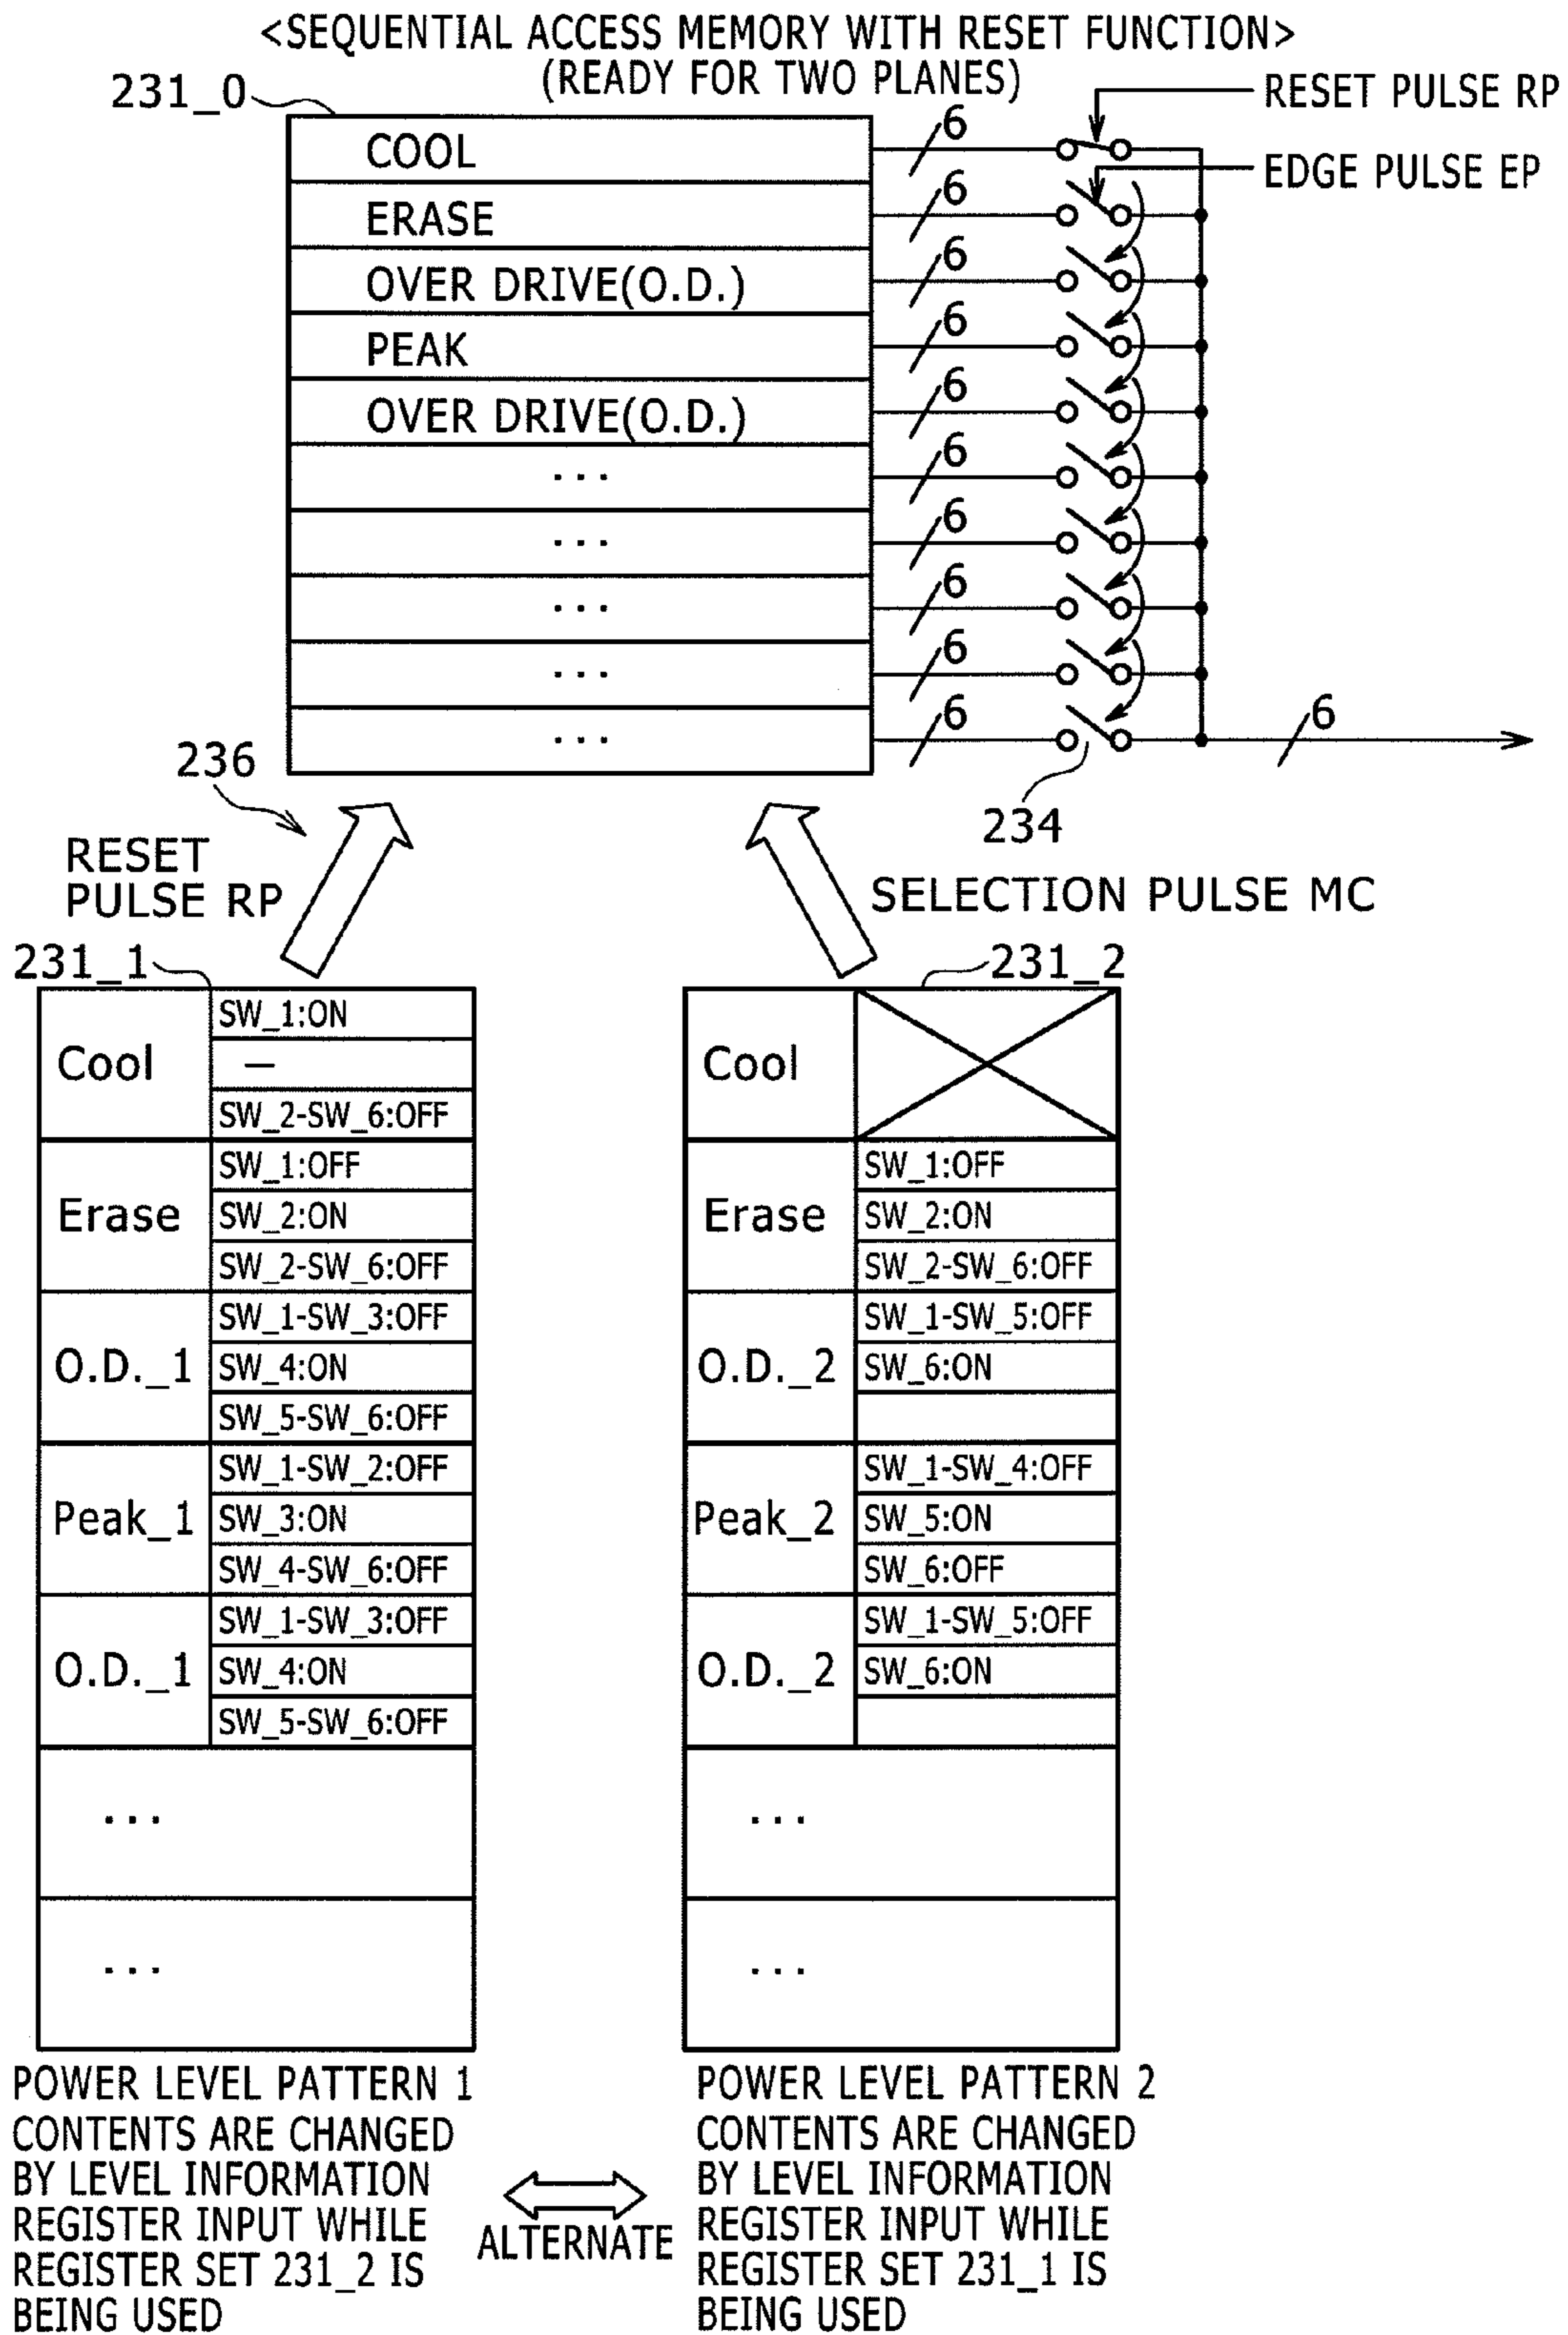 <SEQUENTIAL ACCESS MEMORY WITH RESET FUNCTION>
(READY FOR TWO PLANES)
231_0
RESET PULSE RP
EDGE PULSE EP
COOL
6
ERASE
6
OVER DRIVE(O.D.)
6
PEAK
6
OVER DRIVE(O.D.)
6
...
6
...
6
...
6
...
6
...
6
6
234
236
RESET
PULSE RP
SELECTION PULSE MC
231_1
Cool
SW_1:ON
—
SW_2-SW_6:OFF
Erase
SW_1:OFF
SW_2:ON
SW_2-SW_6:OFF
O.D._1
SW_1-SW_3:OFF
SW_4:ON
SW_5-SW_6:OFF
Peak_1
SW_1-SW_2:OFF
SW_3:ON
SW_4-SW_6:OFF
O.D._1
SW_1-SW_3:OFF
SW_4:ON
SW_5-SW_6:OFF
...
...
231_2
Cool
Erase
SW_1:OFF
SW_2:ON
SW_2-SW_6:OFF
O.D._2
SW_1-SW_5:OFF
SW_6:ON
Peak_2
SW_1-SW_4:OFF
SW_5:ON
SW_6:OFF
O.D._2
SW_1-SW_5:OFF
SW_6:ON
...
...
POWER LEVEL PATTERN 1
CONTENTS ARE CHANGED
BY LEVEL INFORMATION
REGISTER INPUT WHILE
REGISTER SET 231_2 IS
BEING USED
ALTERNATE
POWER LEVEL PATTERN 2
CONTENTS ARE CHANGED
BY LEVEL INFORMATION
REGISTER INPUT WHILE
REGISTER SET 231_1 IS
BEING USED